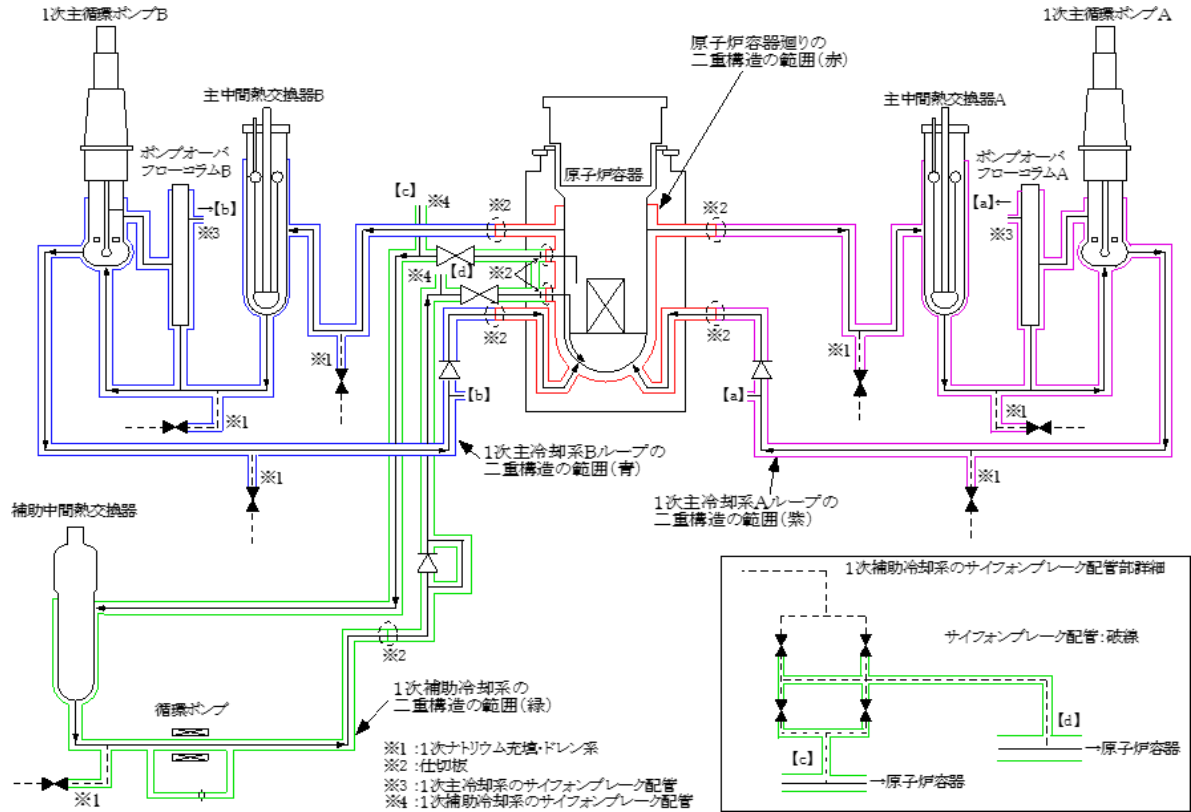 1次主循環ポンプB
1次主循環ポンプA
原子炉容器廻りの
二重構造の範囲(赤)
主中間熱交換器B
主中間熱交換器A
ポンプオーバ
フローコラムB
原子炉容器
ポンプオーバ
フローコラムA
【c】
→【b】
【a】←
※4
※2
※2
※3
※3
※4
【d】
※2
※2
※2
※1
※1
【b】
【a】
※1
※1
1次主冷却系Bループの
二重構造の範囲(青)
※1
※1
1次主冷却系Aループの
二重構造の範囲(紫)
補助中間熱交換器
※2
1次補助冷却系の
二重構造の範囲(緑)
循環ポンプ
※1
※1 :1次ナトリウム充填・ドレン系
※2 :仕切板
※3 :1次主冷却系のサイフォンブレーク配管
※4 :1次補助冷却系のサイフォンブレーク配管
1次補助冷却系のサイフォンブレーク配管部詳細
サイフォンブレーク配管:破線
【d】
→原子炉容器
【c】
→原子炉容器